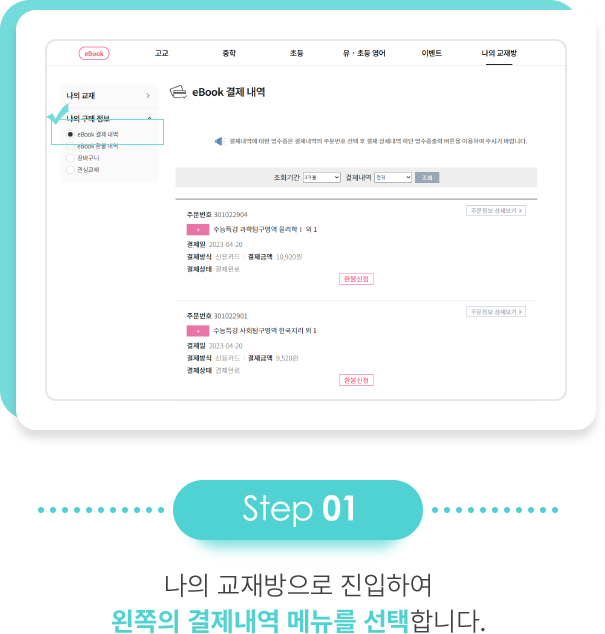 eBook 고교 중학 초등 유·초등 영어 이벤트 나의 교재방
나의 교재
나의 구매 정보
eBook 결제 내역
eBook 환불 내역
장바구니
관심교재
eBook 결제 내역
결제내역에 대한 영수증은 결제내역의 주문번호 선택 후 결제 상세내역 하단 영수증출력 버튼을 이용하여 주시기 바랍니다.
조회기간 3개월 결제내역 전체 조회
주문번호 301022904 주문정보 상세보기
수능특강 과학탐구영역 물리학Ⅰ 외 1
결제일 2023-04-20
결제방식 신용카드 | 결제금액 10,920원
결제상태 결제완료
환불신청
주문번호 301022901 주문정보 상세보기
수능특강 사회탐구영역 한국지리 외 1
결제일 2023-04-20
결제방식 신용카드 | 결제금액 9,520원
결제상태 결제완료
환불신청
Step 01
나의 교재방으로 진입하여
왼쪽의 결제내역 메뉴를 선택합니다.